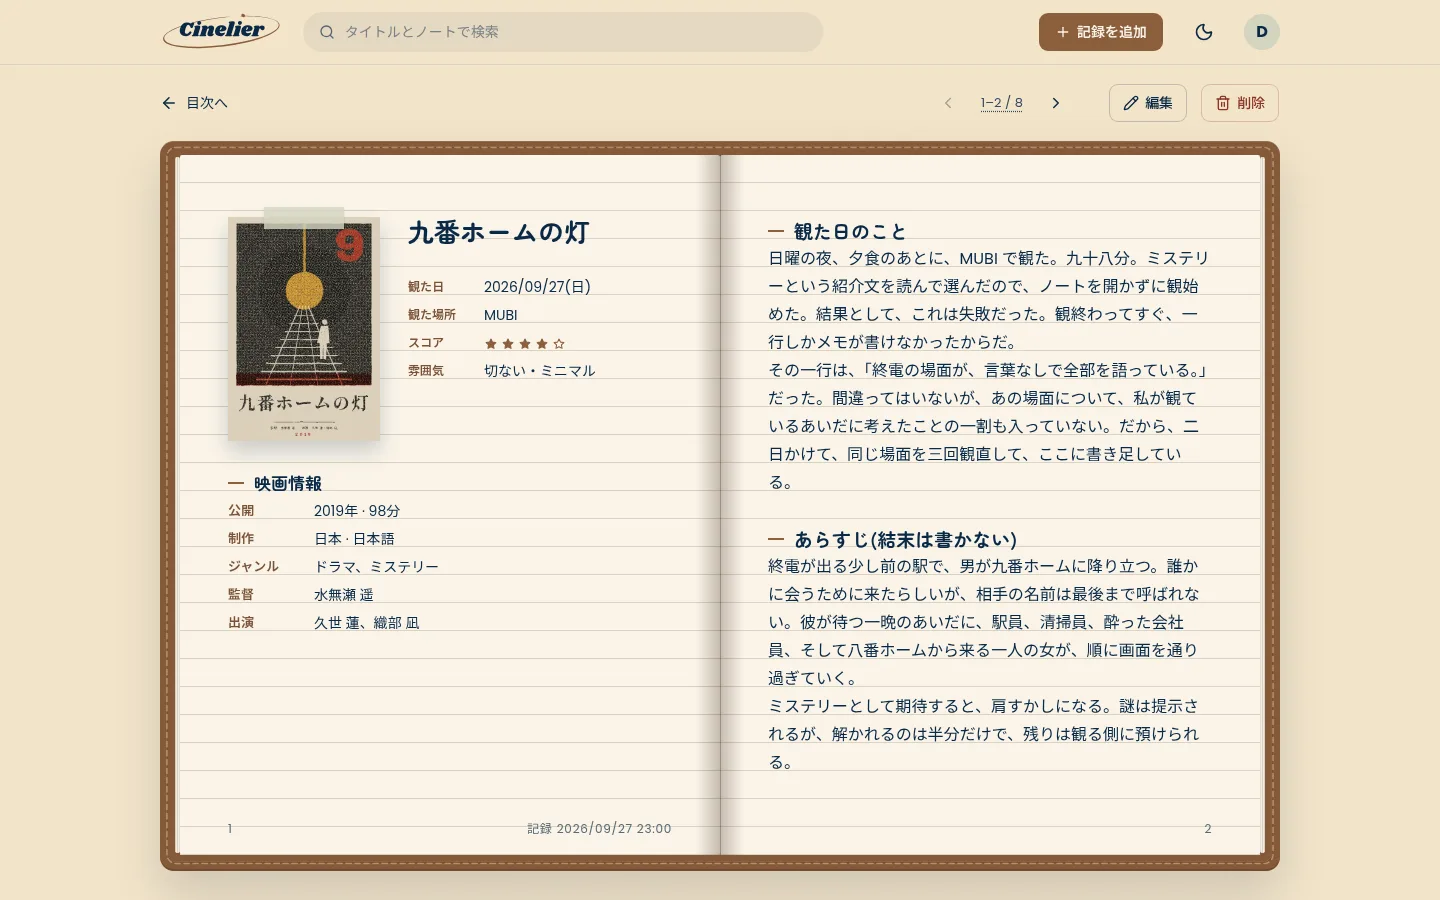 Cinelier
タイトルとノートで検索
記録を追加
D
目次へ
1–2 / 8
編集
削除
9
九番ホームの灯
九番ホームの灯
観た日 2026/09/27(日)
観た場所 MUBI
スコア ★★★★☆
雰囲気 切ない・ミニマル
映画情報
公開 2019年 · 98分
制作 日本 · 日本語
ジャンル ドラマ、ミステリー
監督 水無瀬 遥
出演 久世 蓮、織部 凪
1
記録 2026/09/27 23:00
観た日のこと
日曜の夜、夕食のあとに、MUBI で観た。九十八分。ミステリ
ーという紹介文を読んで選んだので、ノートを開かずに観始
めた。結果として、これは失敗だった。観終わってすぐ、一
行しかメモが書けなかったからだ。
その一行は、「終電の場面が、言葉なしで全部を語っている。」
だった。間違ってはいないが、あの場面について、私が観て
いるあいだに考えたことの一割も入っていない。だから、二
日かけて、同じ場面を三回観直して、ここに書き足してい
る。
あらすじ(結末は書かない)
終電が出る少し前の駅で、男が九番ホームに降り立つ。誰か
に会うために来たらしいが、相手の名前は最後まで呼ばれな
い。彼が待つ一晩のあいだに、駅員、清掃員、酔った会社
員、そして八番ホームから来る一人の女が、順に画面を通り
過ぎていく。
ミステリーとして期待すると、肩すかしになる。謎は提示さ
れるが、解かれるのは半分だけで、残りは観る側に預けられ
る。
2